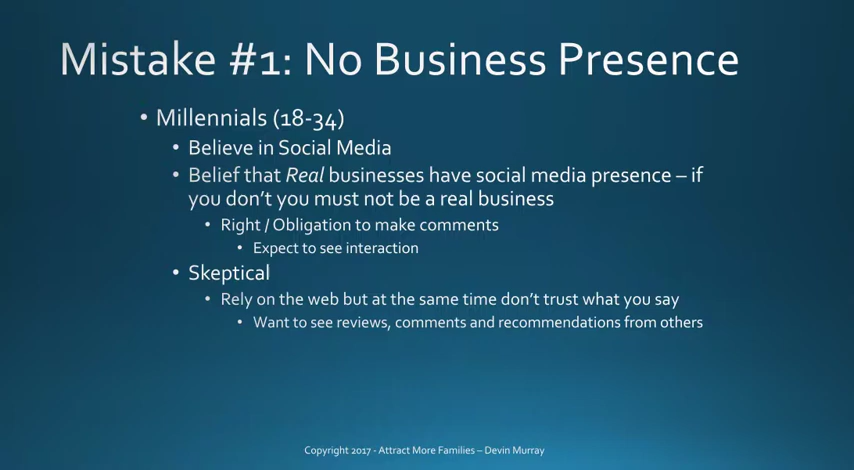 Mistake #1: No Business Presence
• Millennials (18-34)
• Believe in Social Media
• Belief that Real businesses have social media presence – if
you don't you must not be a real business
• Right / Obligation to make comments
• Expect to see interaction
• Skeptical
• Rely on the web but at the same time don't trust what you say
• Want to see reviews, comments and recommendations from others
Copyright 2017 - Attract More Families – Devin Murray